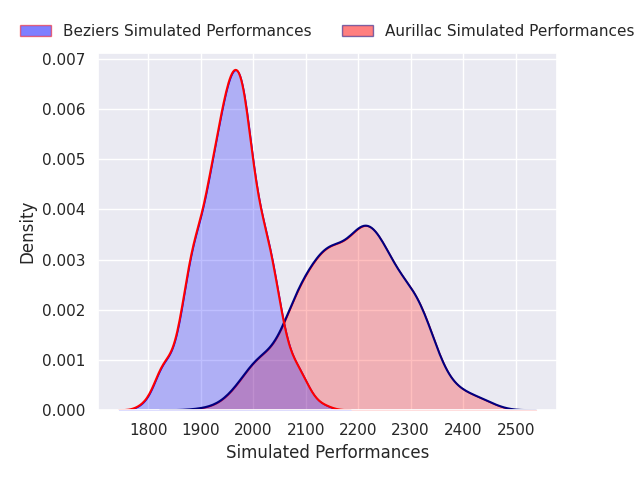 Beziers Simulated Performances Aurillac Simulated Performances
0.007
0.006
0.005
0.004
0.003
0.002
0.001
0.000
Density
1800 1900 2000 2100 2200 2300 2400 2500
Simulated Performances